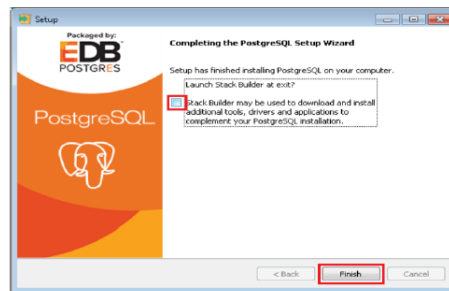 Setup
Packaged by:
EDB
POSTGRES
PostgreSQL
Completing the PostgreSQL Setup Wizard
Setup has finished installing PostgreSQL on your computer.
Launch Stack Builder at exit?
Stack Builder may be used to download and install
additional tools, drivers and applications to
complement your PostgreSQL installation.
< Back
Finish
Cancel